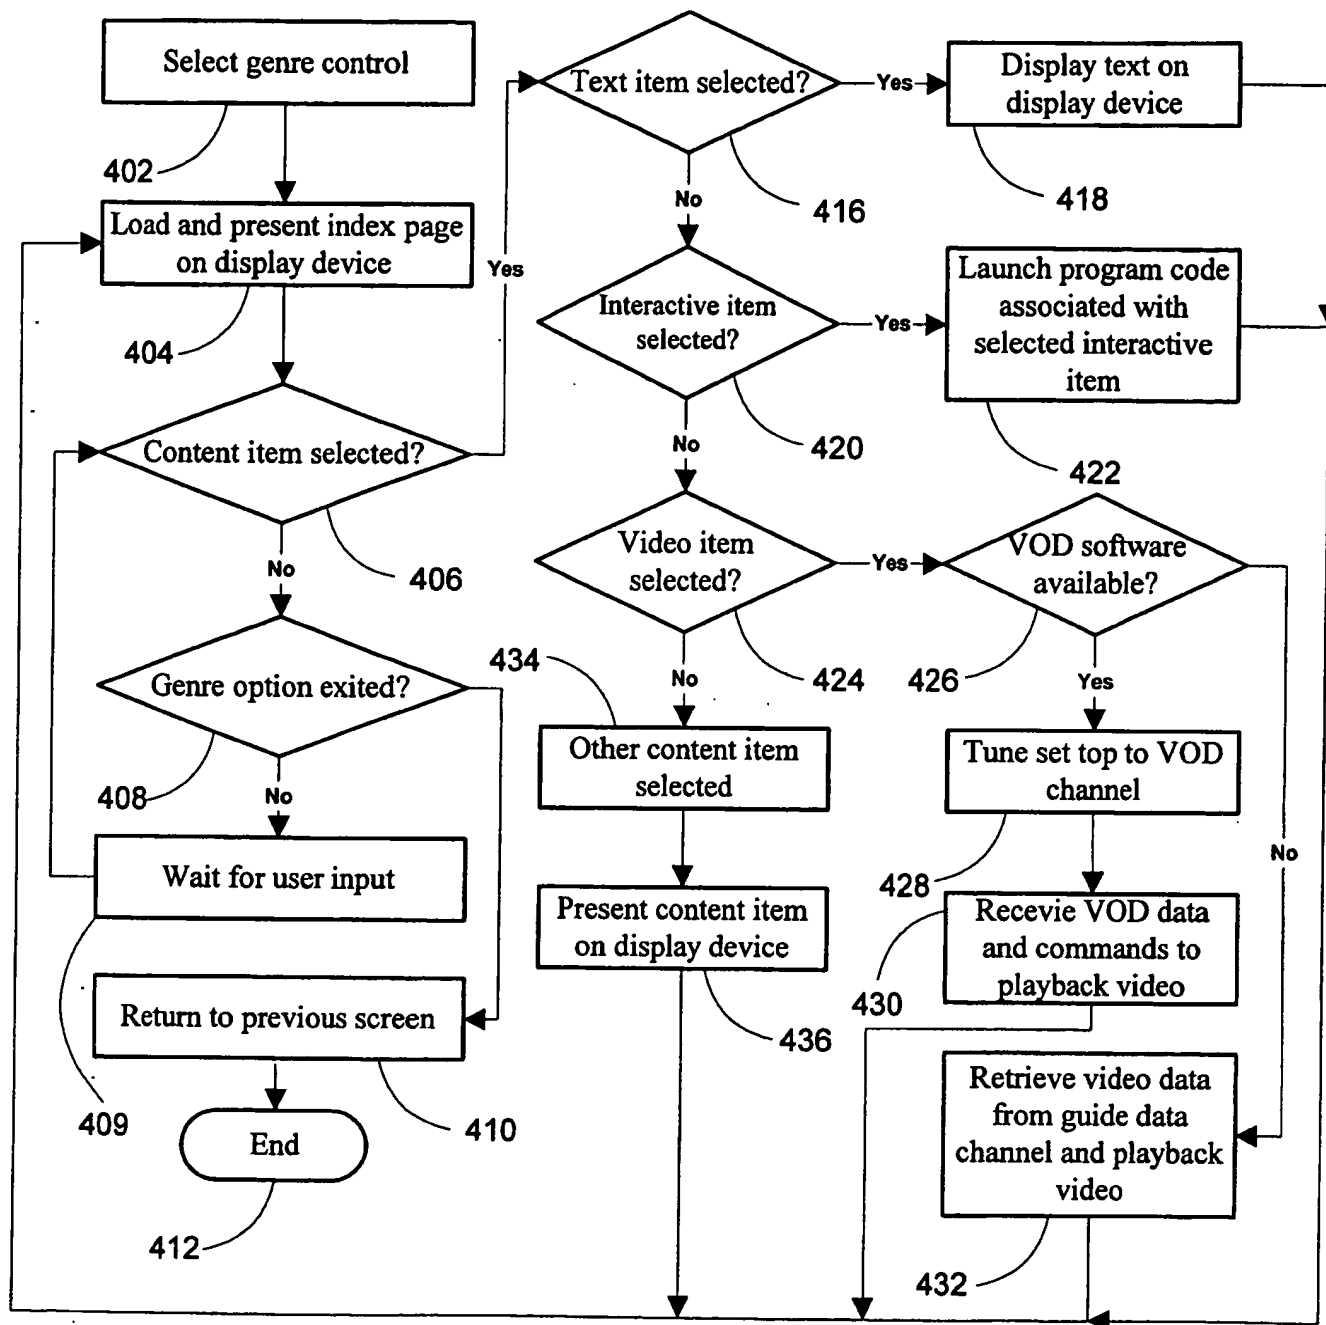 Select genre control
402
Load and present index page
on display device
404
Content item selected?
Yes
406
No
Genre option exited?
408
No
Wait for user input
409
Return to previous screen
410
End
412
Text item selected?
Yes
416
No
Display text on
display device
418
Interactive item
selected?
Yes
420
No
Launch program code
associated with
selected interactive
item
422
Video item
selected?
Yes
424
No
434
Other content item
selected
Present content item
on display device
436
VOD software
available?
426
Yes
No
Tune set top to VOD
channel
428
Recevie VOD data
and commands to
playback video
430
Retrieve video data
from guide data
channel and playback
video
432